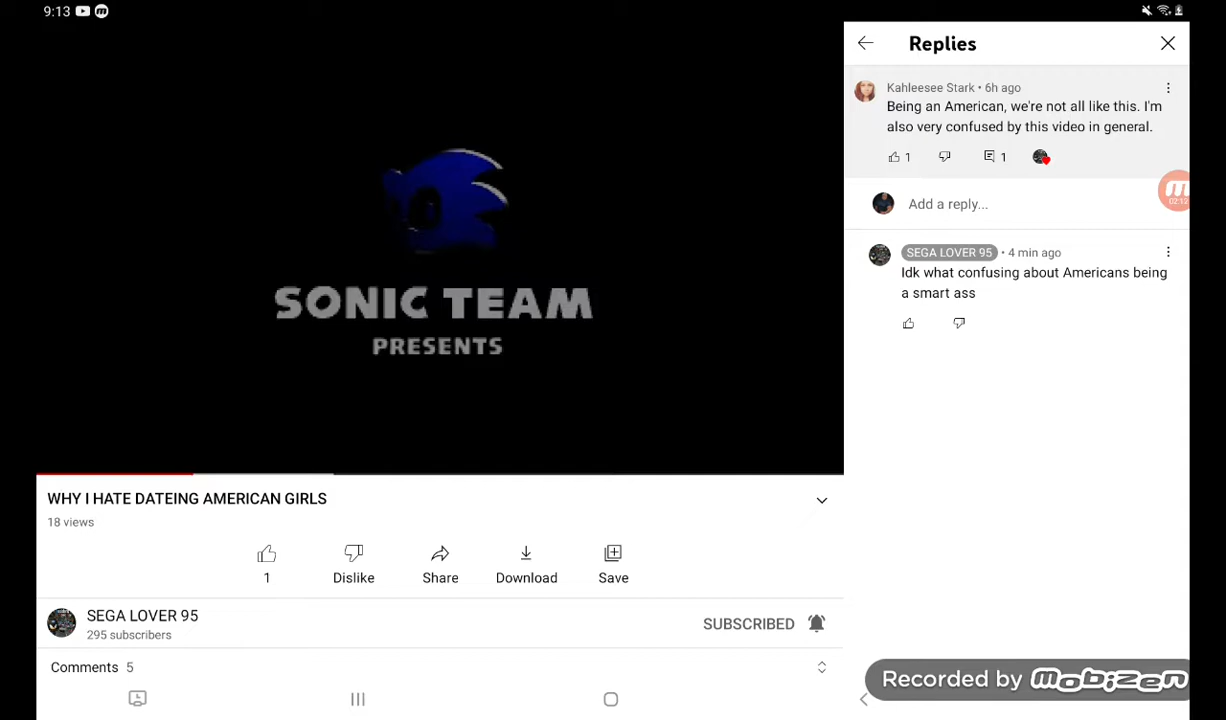 9:13
SONIC TEAM
PRESENTS
WHY I HATE DATEING AMERICAN GIRLS
18 views
1
Dislike
Share
Download
Save
SEGA LOVER 95
295 subscribers
SUBSCRIBED
Comments 5
Replies
Kahleesee Stark • 6h ago
Being an American, we're not all like this. I'm
also very confused by this video in general.
1
1
02:12
Add a reply...
SEGA LOVER 95 • 4 min ago
Idk what confusing about Americans being
a smart ass
Recorded by mobizen